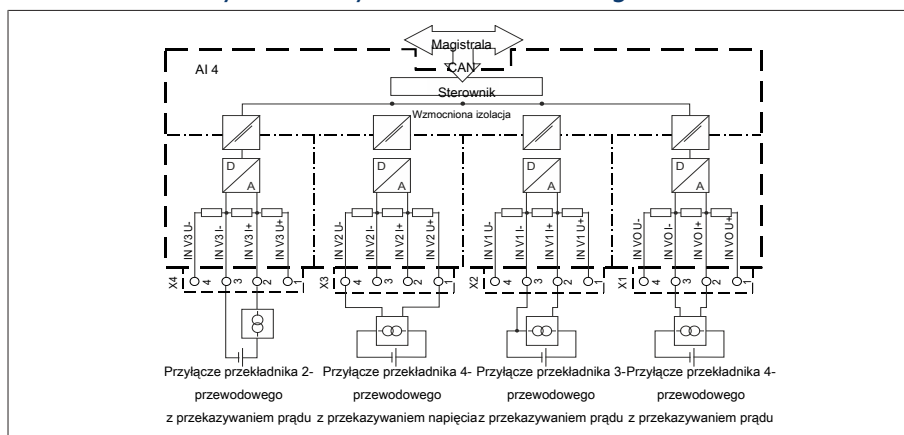 Magistrala
CAN
AI 4
Sterownik
Wzmocniona izolacja
D
A
D
A
D
A
D
A
IN V3 U-
IN V3 I-
IN V3 I+
IN V3 U+
IN V2 U-
IN V2 I-
IN V2 I+
IN V2 U+
IN V1 U-
IN V1 I-
IN V1 I+
IN V1 U+
IN VO U-
IN VO I-
IN VO I+
IN VO U+
X4 4 3 2 1
X3 4 3 2 1
X2 4 3 2 1
X1 4 3 2 1
Przyłącze przekładnika 2-
przewodowego
z przekazywaniem prądu
Przyłącze przekładnika 4-
przewodowego
z przekazywaniem napięcia
Przyłącze przekładnika 3-
przewodowego
z przekazywaniem prądu
Przyłącze przekładnika 4-
przewodowego
z przekazywaniem prądu